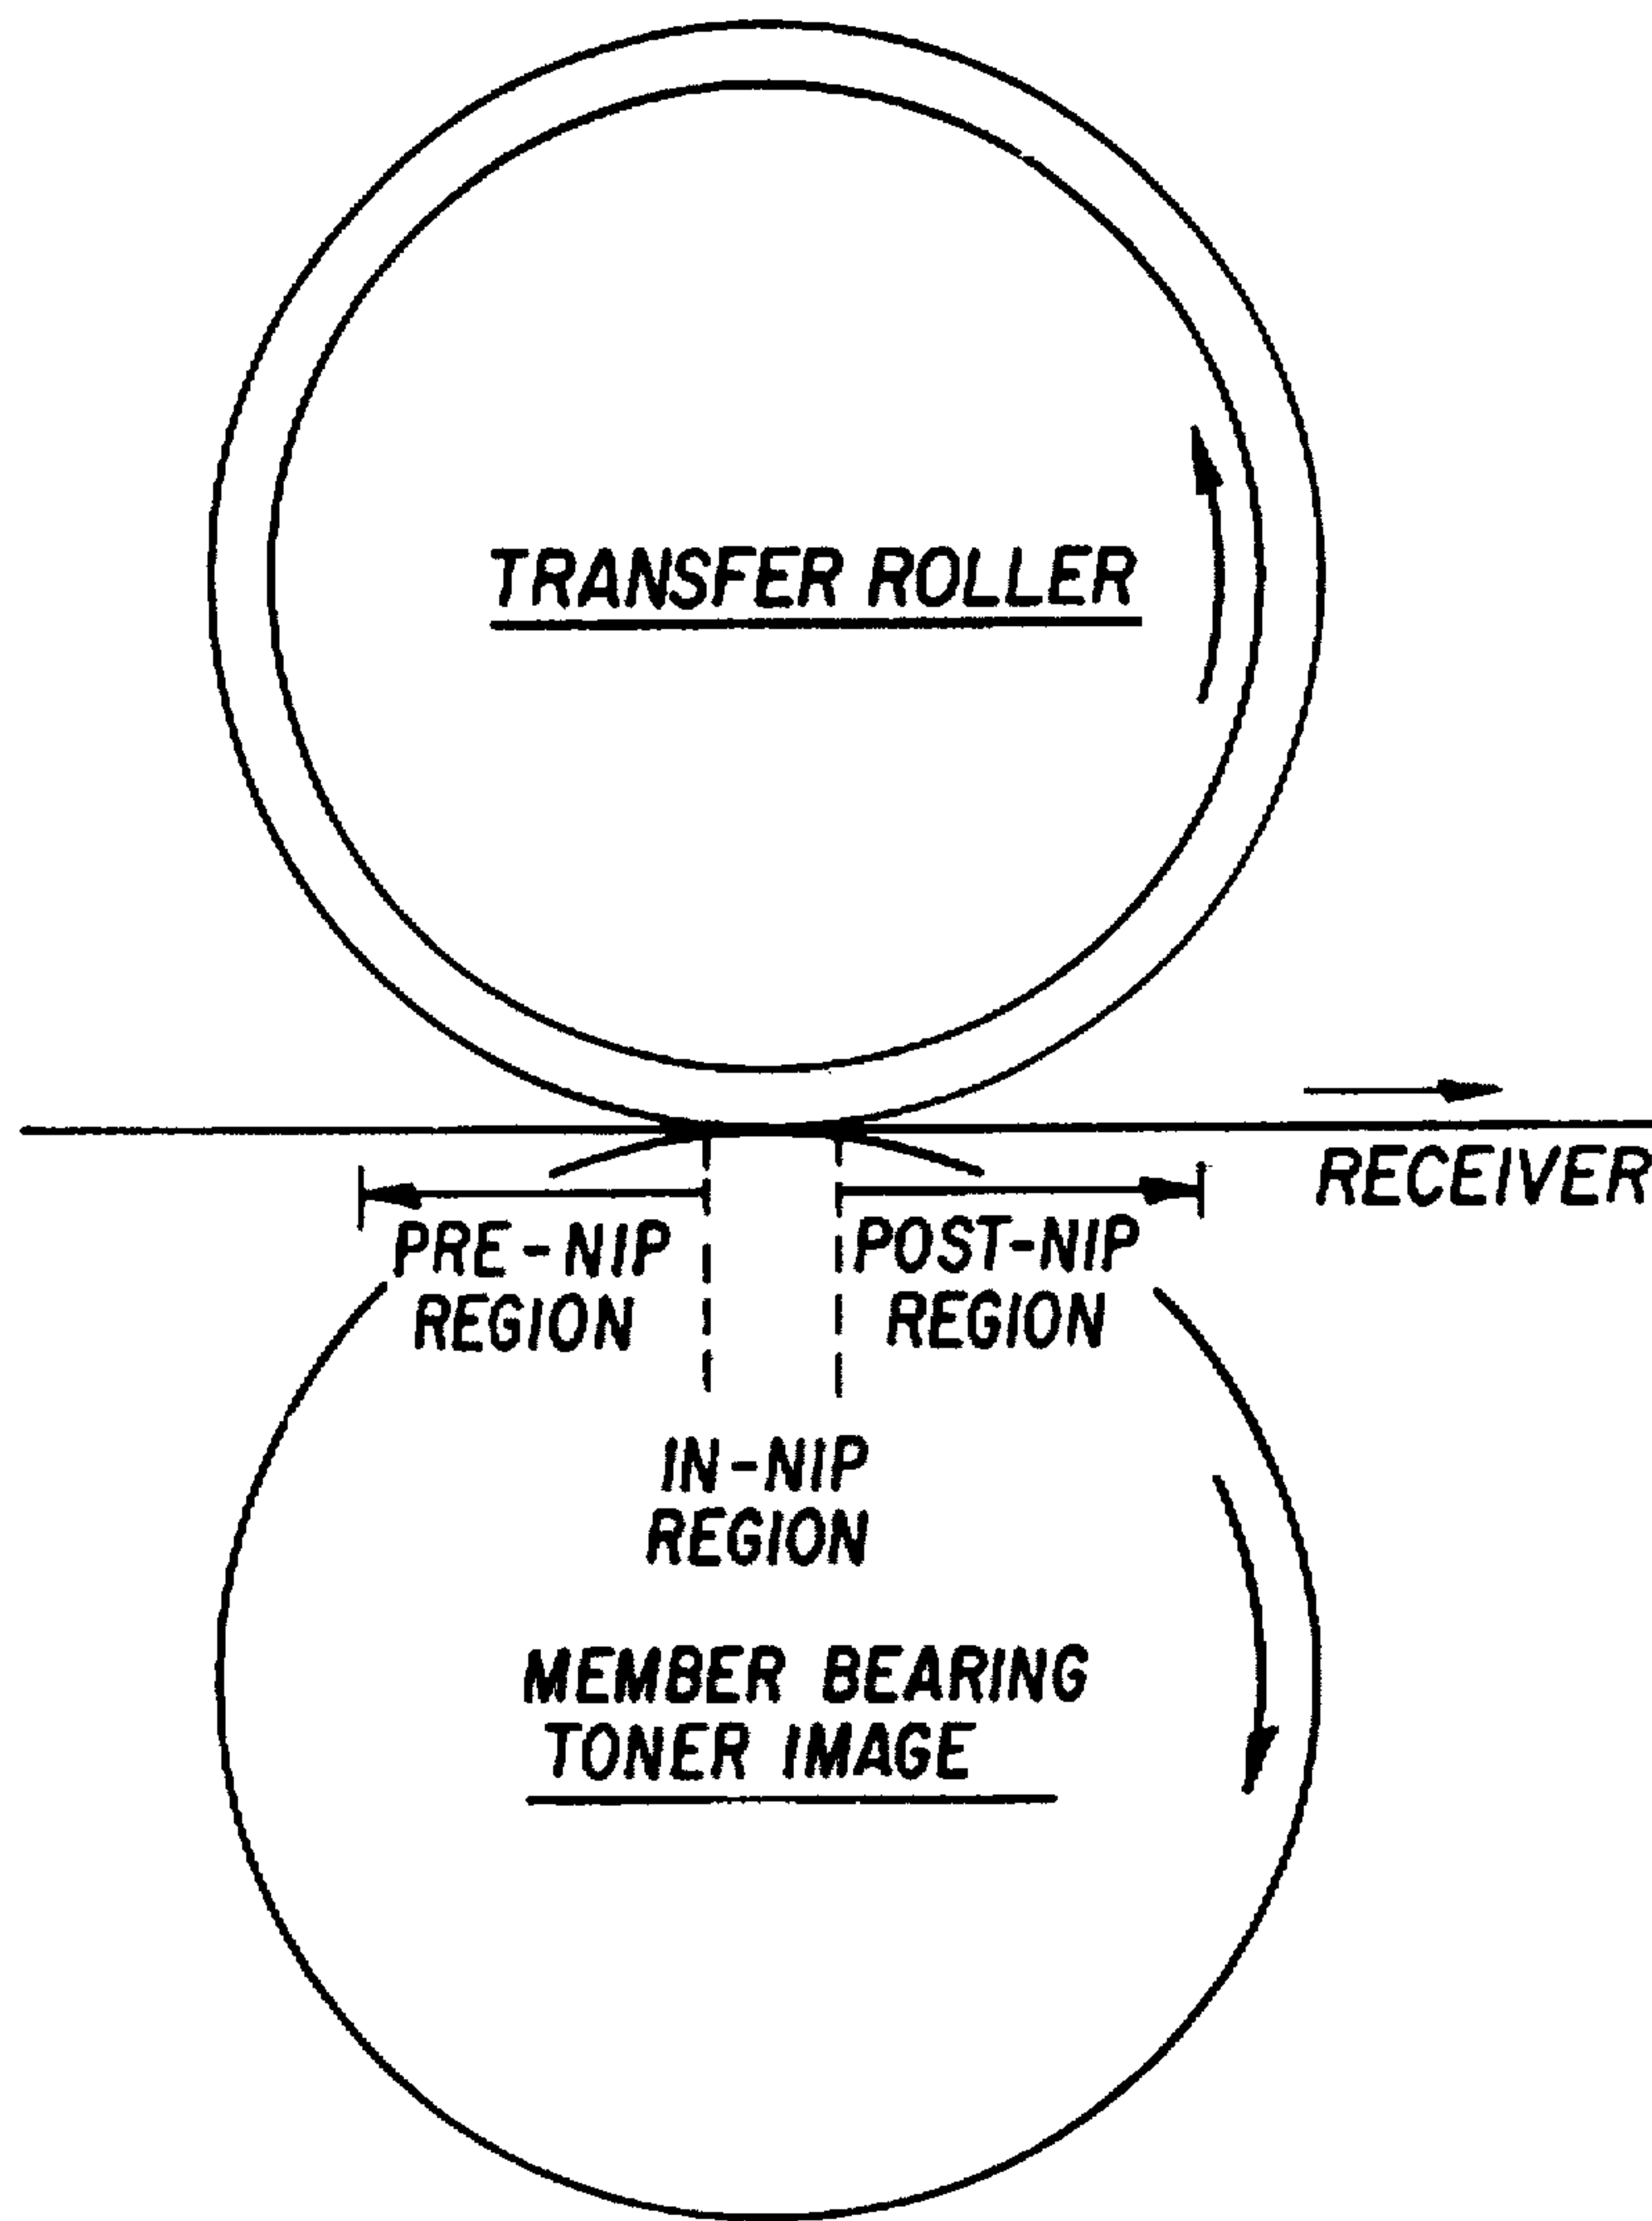 TRANSFER ROLLER
RECEIVER
PRE-NIP
REGION
POST-NIP
REGION
IN-NIP
REGION
MEMBER BEARING
TONER IMAGE